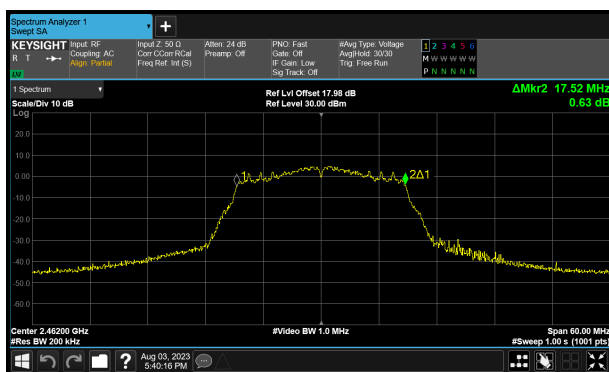 Spectrum Analyzer 1
Swept SA
KEYSIGHT
R T
LXI
Input: RF
Coupling: AC
Align: Partial
Input Z: 50 Ω
Corr CCorr RCal
Freq Ref: Int (S)
Atten: 24 dB
Preamp: Off
PNO: Fast
Gate: Off
IF Gain: Low
Sig Track: Off
#Avg Type: Voltage
Avg|Hold: 30/30
Trig: Free Run
1 2 3 4 5 6
M W W W W W
P N N N N N
1 Spectrum
Scale/Div 10 dB
Ref Lvl Offset 17.98 dB
Ref Level 30.00 dBm
ΔMkr2 17.52 MHz
0.63 dB
Log
20.0
10.0
0.00
-10.0
-20.0
-30.0
-40.0
-50.0
-60.0
1
2Δ1
Center 2.46200 GHz
#Res BW 200 kHz
#Video BW 1.0 MHz
Span 60.00 MHz
#Sweep 1.00 s (1001 pts)
?
Aug 03, 2023
5:40:16 PM